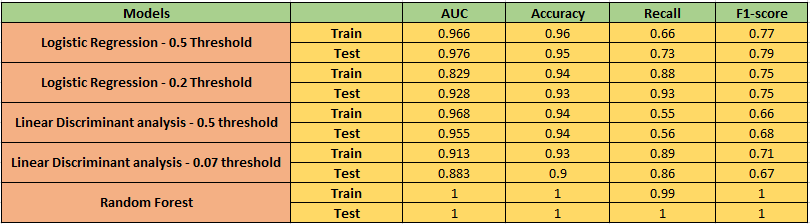 Models AUC Accuracy Recall F1-score
Logistic Regression - 0.5 Threshold Train 0.966 0.96 0.66 0.77
Test 0.976 0.95 0.73 0.79
Logistic Regression - 0.2 Threshold Train 0.829 0.94 0.88 0.75
Test 0.928 0.93 0.93 0.75
Linear Discriminant analysis - 0.5 threshold Train 0.968 0.94 0.55 0.66
Test 0.955 0.94 0.56 0.68
Linear Discriminant analysis - 0.07 threshold Train 0.913 0.93 0.89 0.71
Test 0.883 0.9 0.86 0.67
Random Forest Train 1 1 0.99 1
Test 1 1 1 1